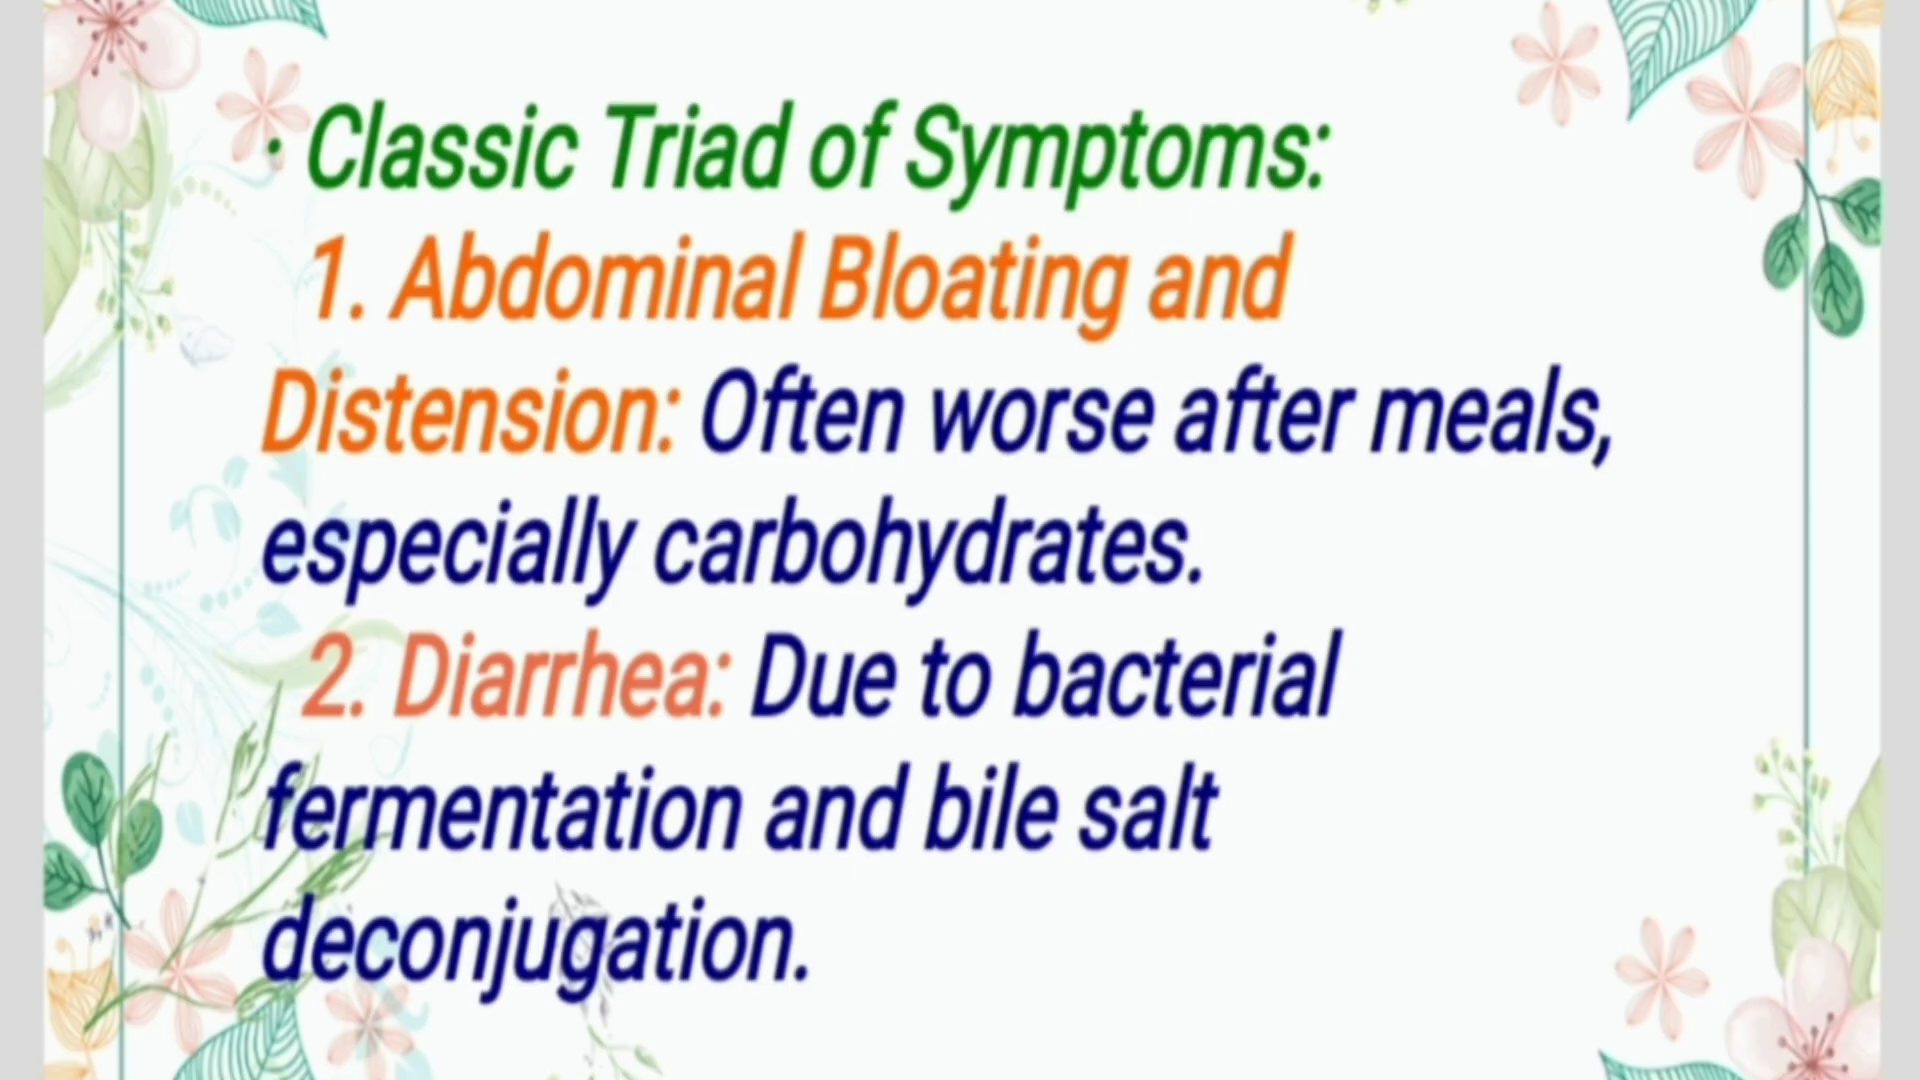 · Classic Triad of Symptoms:
1. Abdominal Bloating and
Distension: Often worse after meals,
especially carbohydrates.
2. Diarrhea: Due to bacterial
fermentation and bile salt
deconjugation.